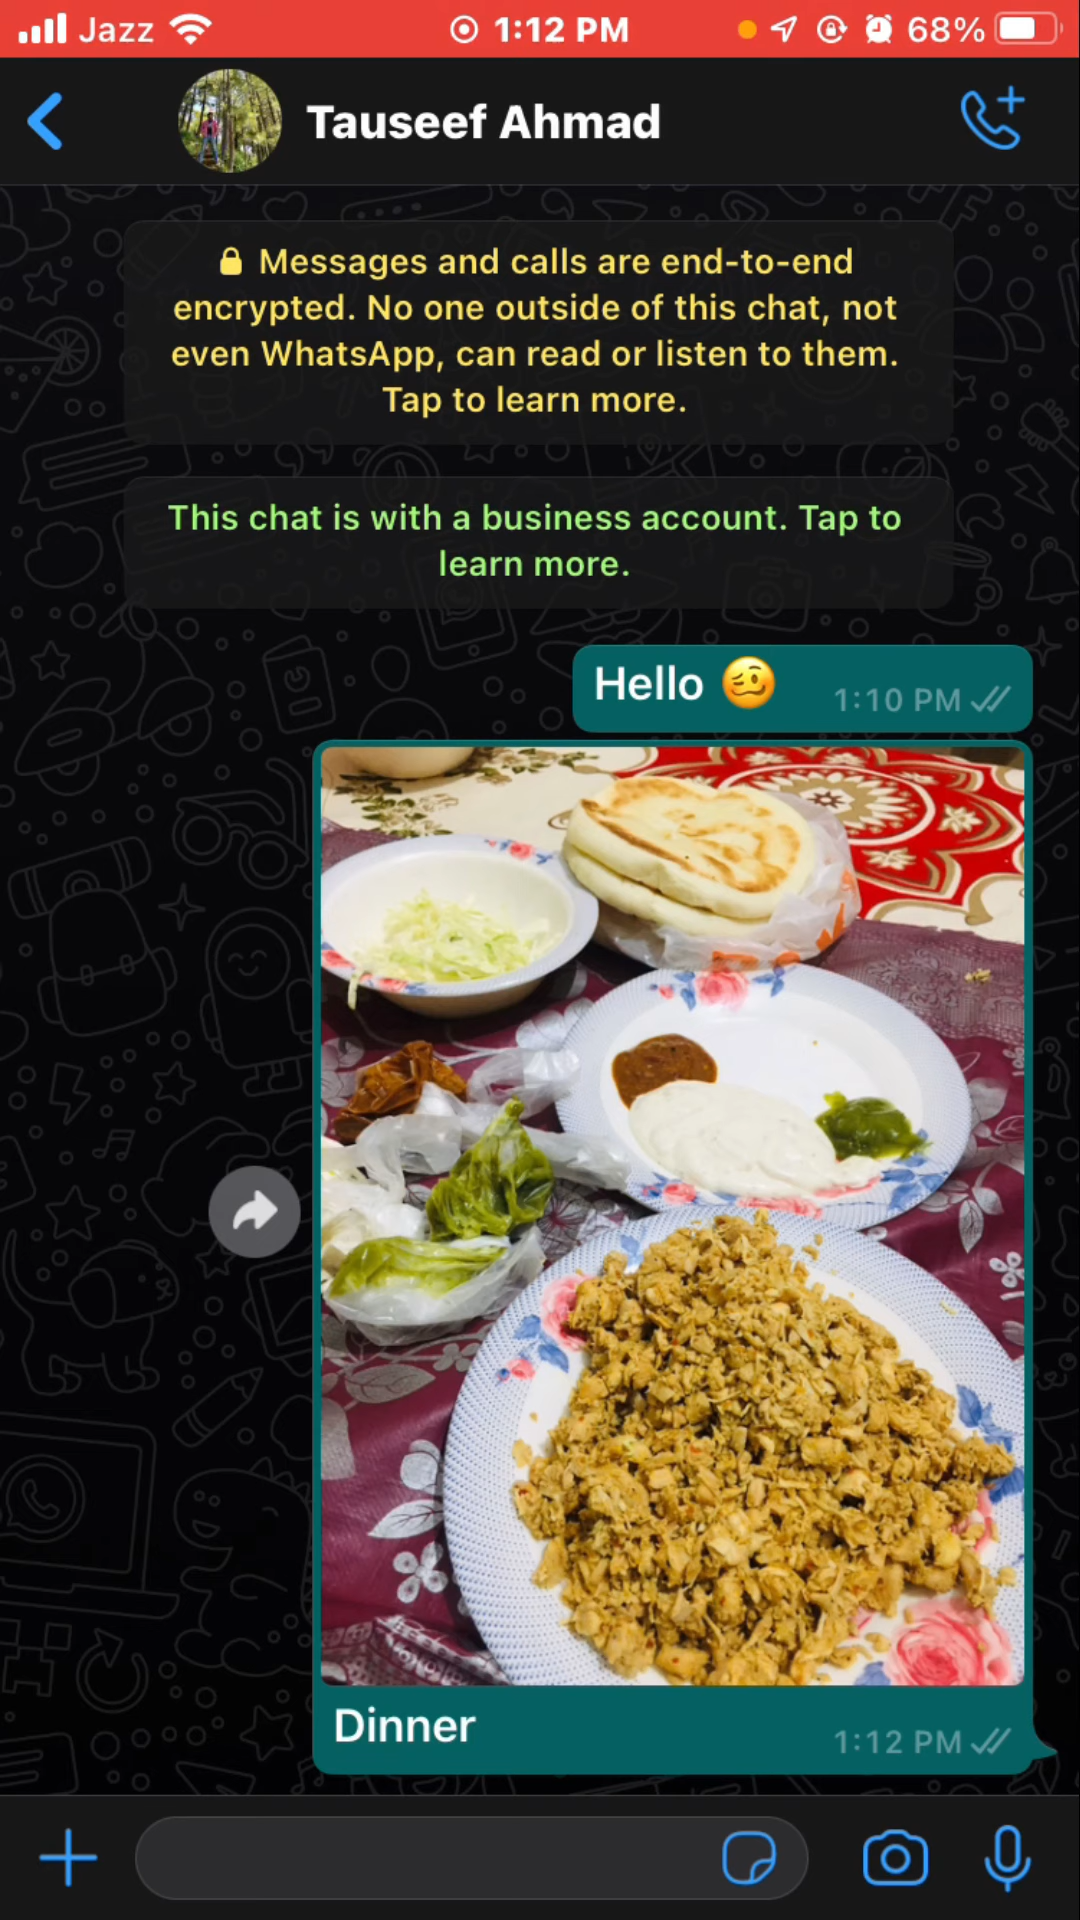 Jazz 1:12 PM 68%
Tauseef Ahmad
Messages and calls are end-to-end
encrypted. No one outside of this chat, not
even WhatsApp, can read or listen to them.
Tap to learn more.
This chat is with a business account. Tap to
learn more.
Hello 🥴 1:10 PM
Dinner
1:12 PM